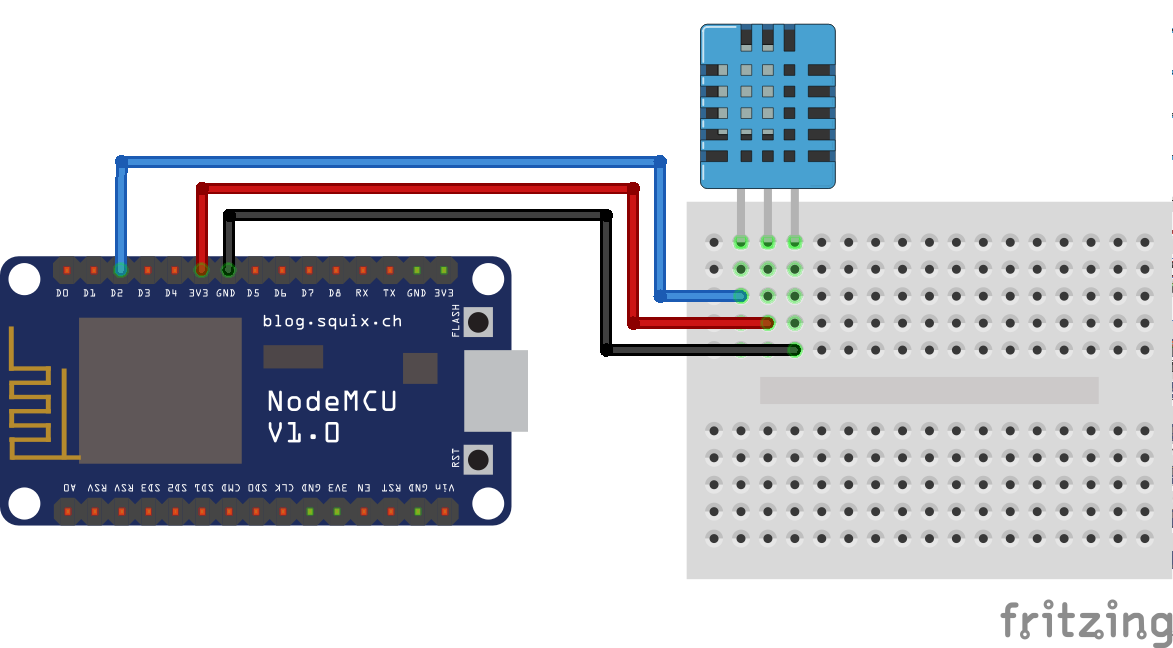 D0 D1 D2 D3 D4 3V3 GND D5 D6 D7 D8 RX TX GND 3V3
blog.squix.ch
FLASH
NodeMCU
V1.0
RST
A0 RSV RSV SD3 SD2 SD1 CMD SD0 CLK GND 3V3 EN RST GND Vin
fritzing